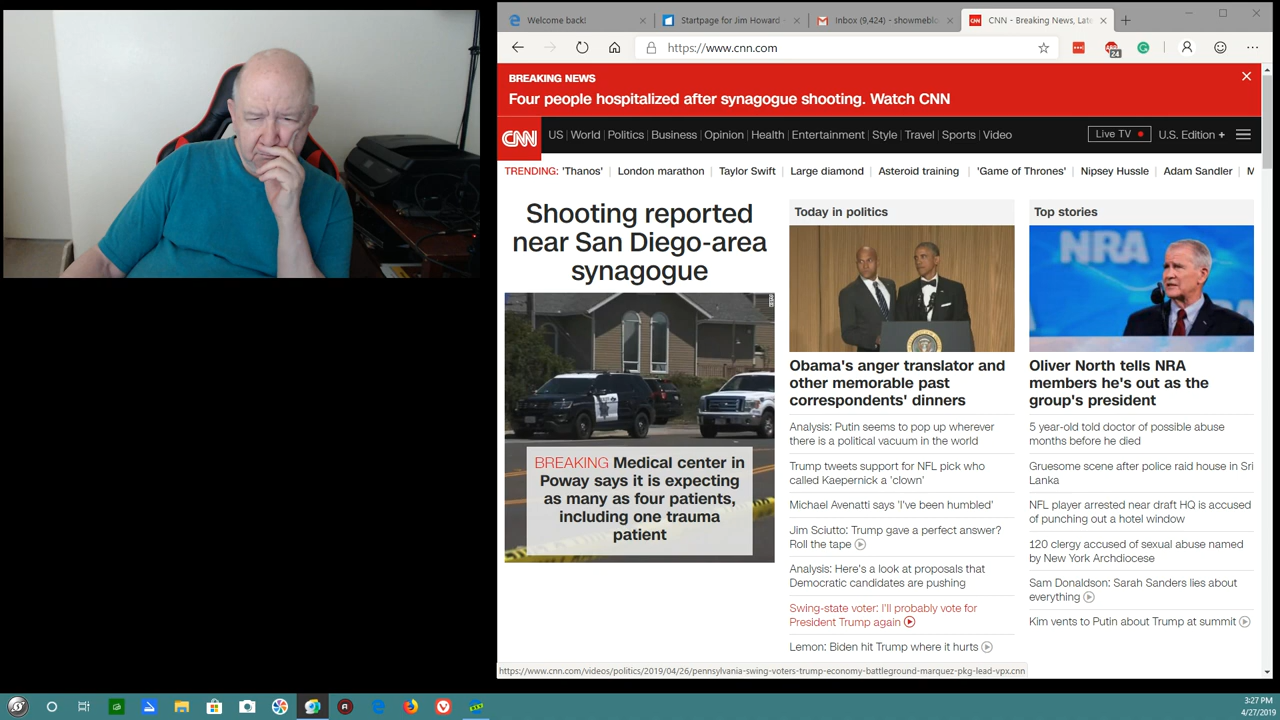 Welcome back!
Startpage for Jim Howard
Inbox (9,424) - showmeblo
CNN - Breaking News, Late
https://www.cnn.com
24
BREAKING NEWS
Four people hospitalized after synagogue shooting. Watch CNN
CNN
US World Politics Business Opinion Health Entertainment Style Travel Sports Video
Live TV
U.S. Edition +
TRENDING: 'Thanos' London marathon Taylor Swift Large diamond Asteroid training 'Game of Thrones' Nipsey Hussle Adam Sandler M
Shooting reported
near San Diego-area
synagogue
BREAKING Medical center in
Poway says it is expecting
as many as four patients,
including one trauma
patient
Today in politics
Obama's anger translator and
other memorable past
correspondents' dinners
Analysis: Putin seems to pop up wherever
there is a political vacuum in the world
Trump tweets support for NFL pick who
called Kaepernick a 'clown'
Michael Avenatti says 'I've been humbled'
Jim Sciutto: Trump gave a perfect answer?
Roll the tape
Analysis: Here's a look at proposals that
Democratic candidates are pushing
Swing-state voter: I'll probably vote for
President Trump again
Lemon: Biden hit Trump where it hurts
Top stories
NRA
Oliver North tells NRA
members he's out as the
group's president
5 year-old told doctor of possible abuse
months before he died
Gruesome scene after police raid house in Sri
Lanka
NFL player arrested near draft HQ is accused
of punching out a hotel window
120 clergy accused of sexual abuse named
by New York Archdiocese
Sam Donaldson: Sarah Sanders lies about
everything
Kim vents to Putin about Trump at summit
https://www.cnn.com/videos/politics/2019/04/26/pennsylvania-swing-voters-trump-economy-battleground-marquez-pkg-lead-vpx.cnn
3:27 PM
4/27/2019